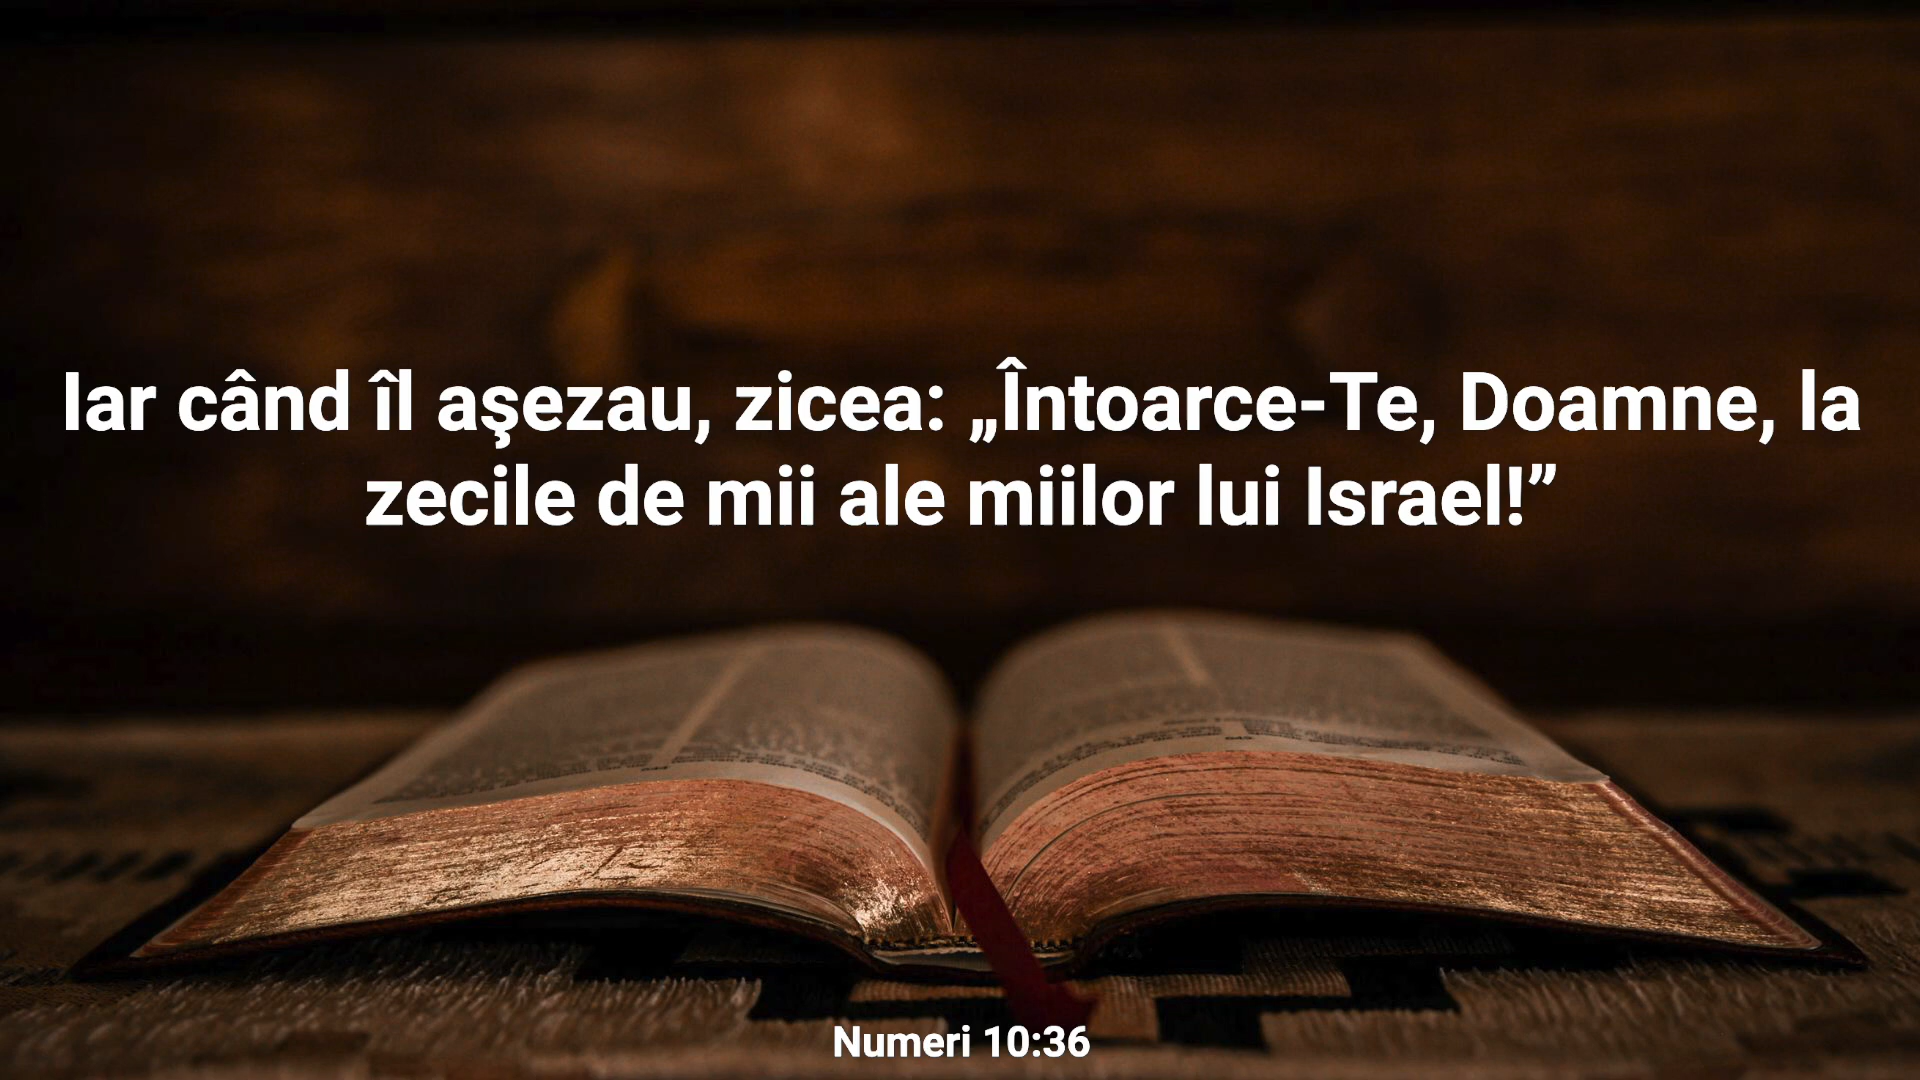 Iar când îl aşezau, zicea: „Întoarce-Te, Doamne, la
zecile de mii ale miilor lui Israel!”
Numeri 10:36